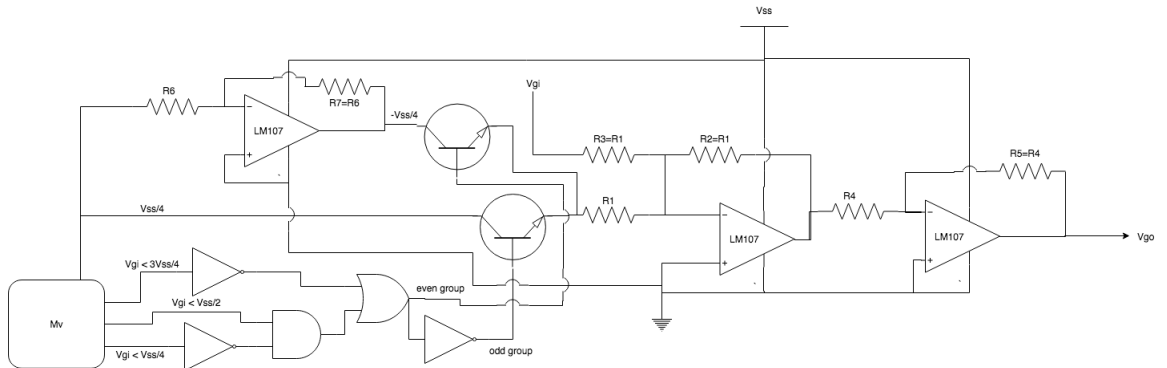 Vss
Vgi
R6
R7=R6
-Vss/4
−
LM107
+
R3=R1
R2=R1
R5=R4
Vss/4
R1
R4
−
LM107
+
−
LM107
+
Vgo
Vgi < 3Vss/4
Vgi < Vss/2
even group
Mv
Vgi < Vss/4
odd group